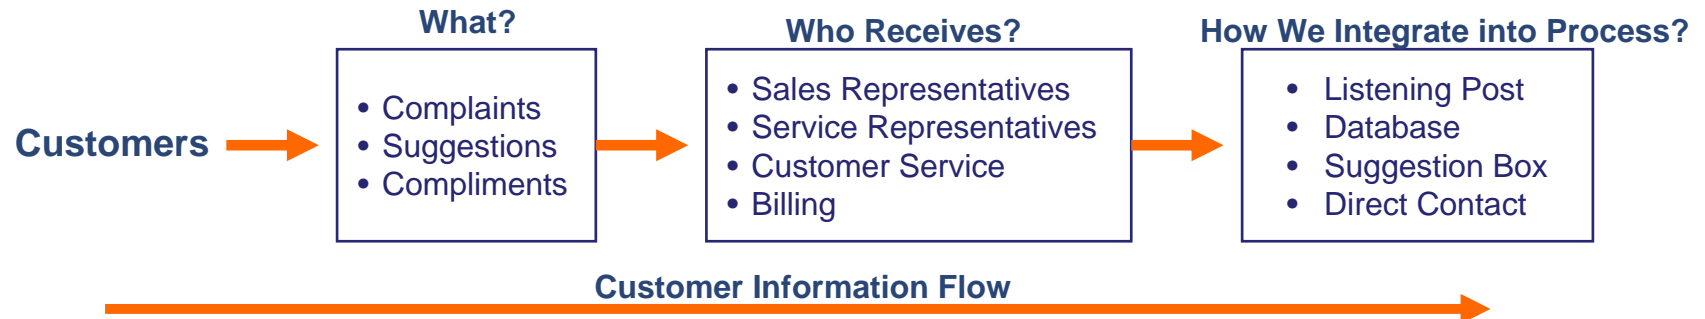 What?
Who Receives?
How We Integrate into Process?
Customers
• Complaints
• Suggestions
• Compliments
• Sales Representatives
• Service Representatives
• Customer Service
• Billing
• Listening Post
• Database
• Suggestion Box
• Direct Contact
Customer Information Flow